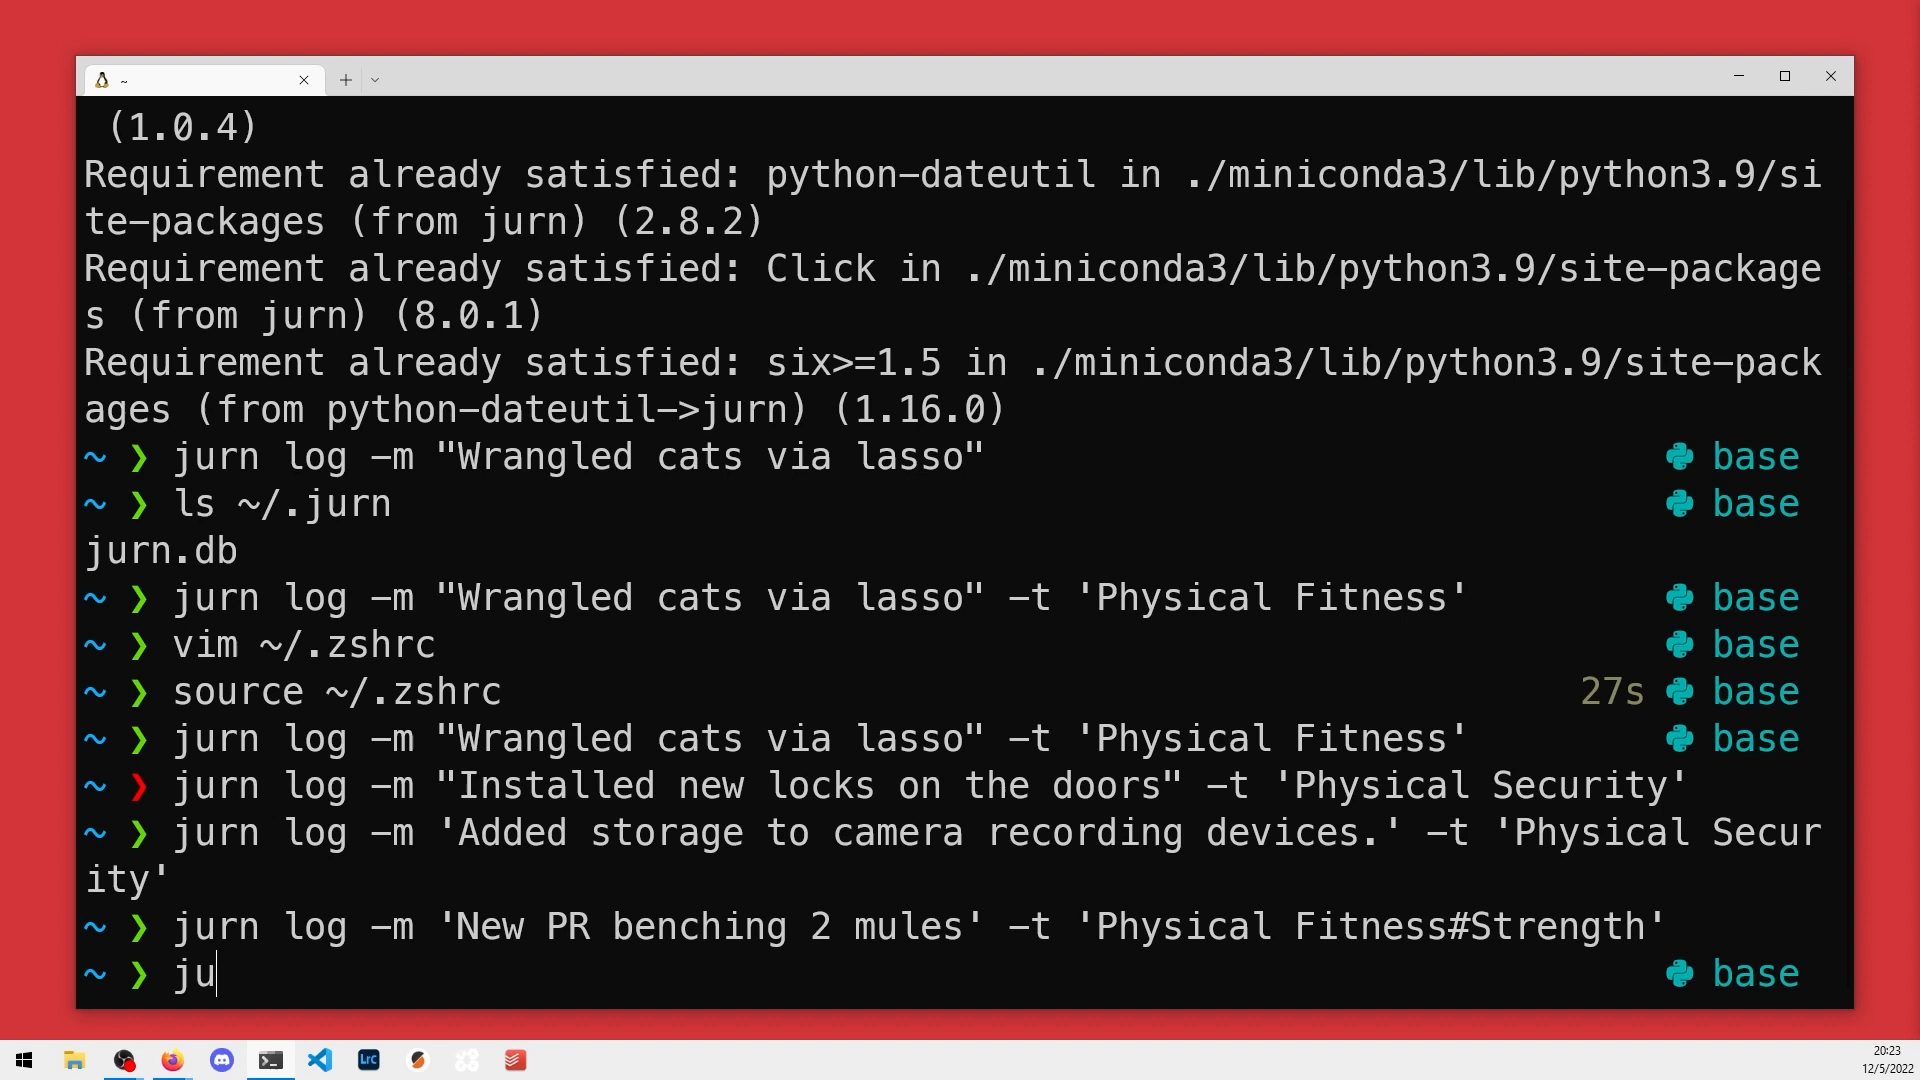 ~
(1.0.4)
Requirement already satisfied: python-dateutil in ./miniconda3/lib/python3.9/si
te-packages (from jurn) (2.8.2)
Requirement already satisfied: Click in ./miniconda3/lib/python3.9/site-package
s (from jurn) (8.0.1)
Requirement already satisfied: six>=1.5 in ./miniconda3/lib/python3.9/site-pack
ages (from python-dateutil->jurn) (1.16.0)
~ ❯ jurn log -m "Wrangled cats via lasso" base
~ ❯ ls ~/.jurn base
jurn.db
~ ❯ jurn log -m "Wrangled cats via lasso" -t 'Physical Fitness' base
~ ❯ vim ~/.zshrc base
~ ❯ source ~/.zshrc 27s base
~ ❯ jurn log -m "Wrangled cats via lasso" -t 'Physical Fitness' base
~ ❯ jurn log -m "Installed new locks on the doors" -t 'Physical Security'
~ ❯ jurn log -m 'Added storage to camera recording devices.' -t 'Physical Secur
ity'
~ ❯ jurn log -m 'New PR benching 2 mules' -t 'Physical Fitness#Strength'
~ ❯ ju base
Lrc
20:23
12/5/2022